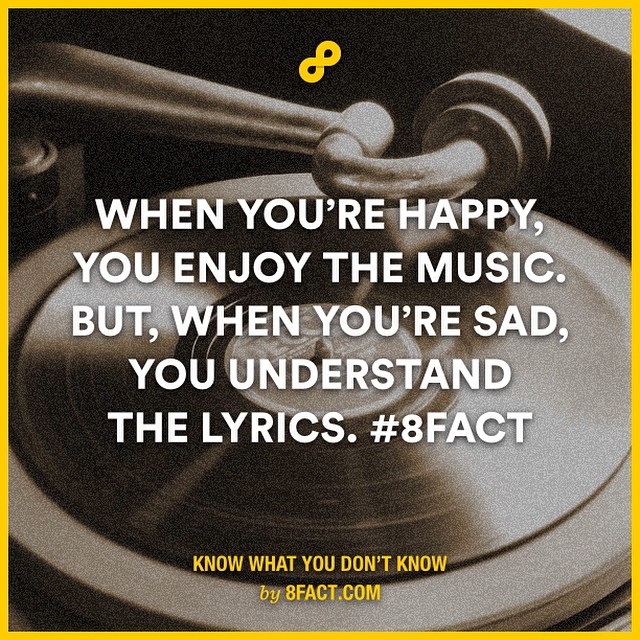 WHEN YOU'RE HAPPY,
YOU ENJOY THE MUSIC.
BUT, WHEN YOU'RE SAD,
YOU UNDERSTAND
THE LYRICS. #8FACT
KNOW WHAT YOU DON'T KNOW
by 8FACT.COM